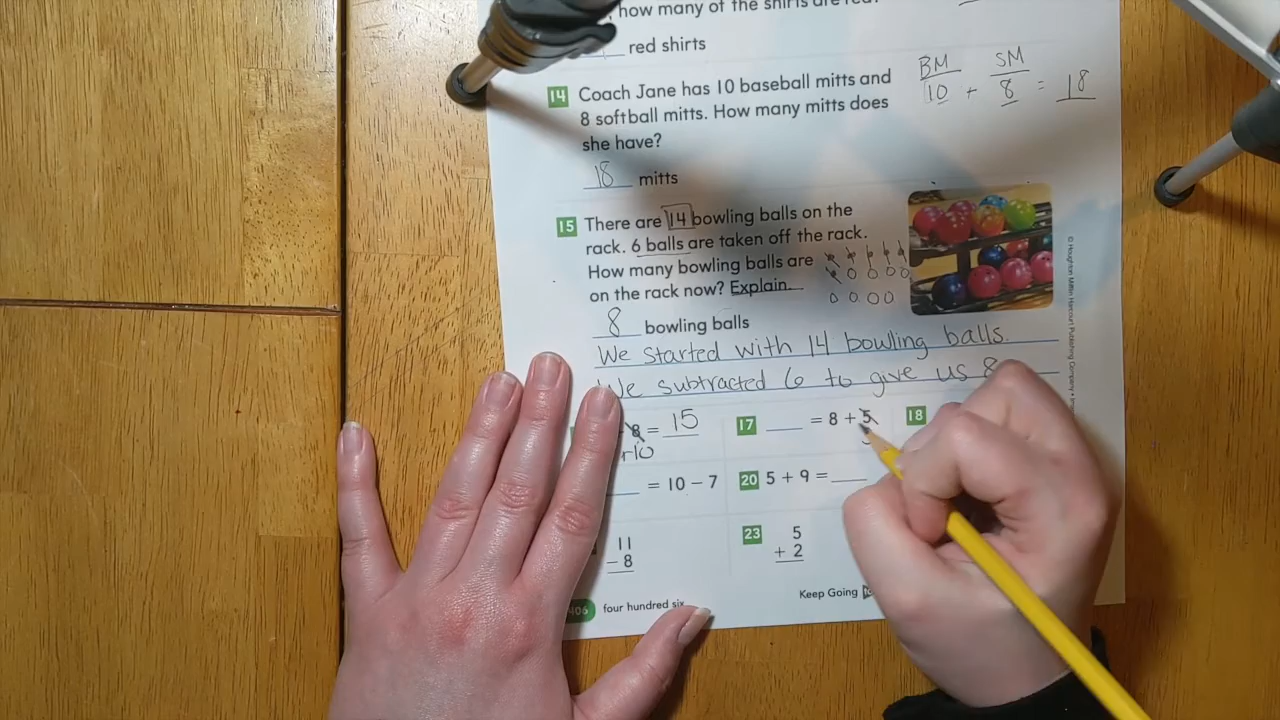 how many of the shirts are red?
red shirts
14 Coach Jane has 10 baseball mitts and
8 softball mitts. How many mitts does
she have?
18 mitts
BM SM
10 + 8 = 18
15 There are 14 bowling balls on the
rack. 6 balls are taken off the rack.
How many bowling balls are
on the rack now? Explain.
8 bowling balls
We started with 14 bowling balls.
We subtracted 6 to give us 8
8 = 15
+10
17 ___ = 8 + 5
18
___ = 10 − 7
20 5 + 9 = ___
11
− 8
23 5
+ 2
406 four hundred six
Keep Going
© Houghton Mifflin Harcourt Publishing Company